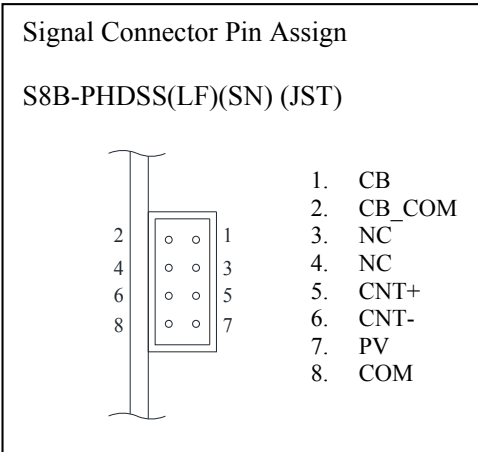 Signal Connector Pin Assign
S8B-PHDSS(LF)(SN) (JST)
1. CB
2. CB_COM
3. NC
4. NC
5. CNT+
6. CNT-
7. PV
8. COM
2 1
4 3
6 5
8 7